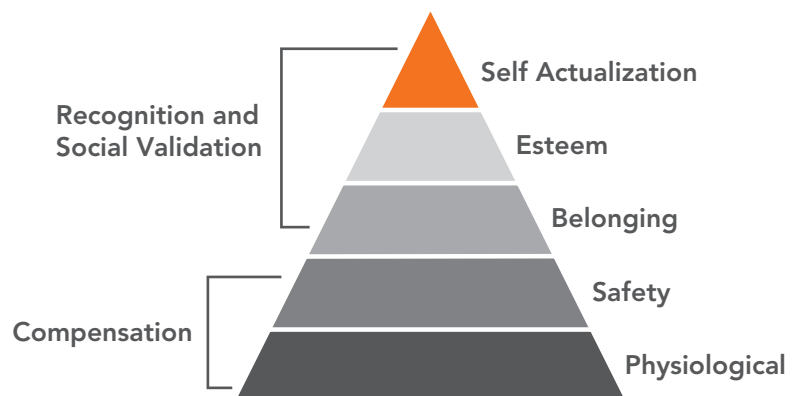 Self Actualization
Recognition and
Social Validation
Esteem
Belonging
Safety
Compensation
Physiological